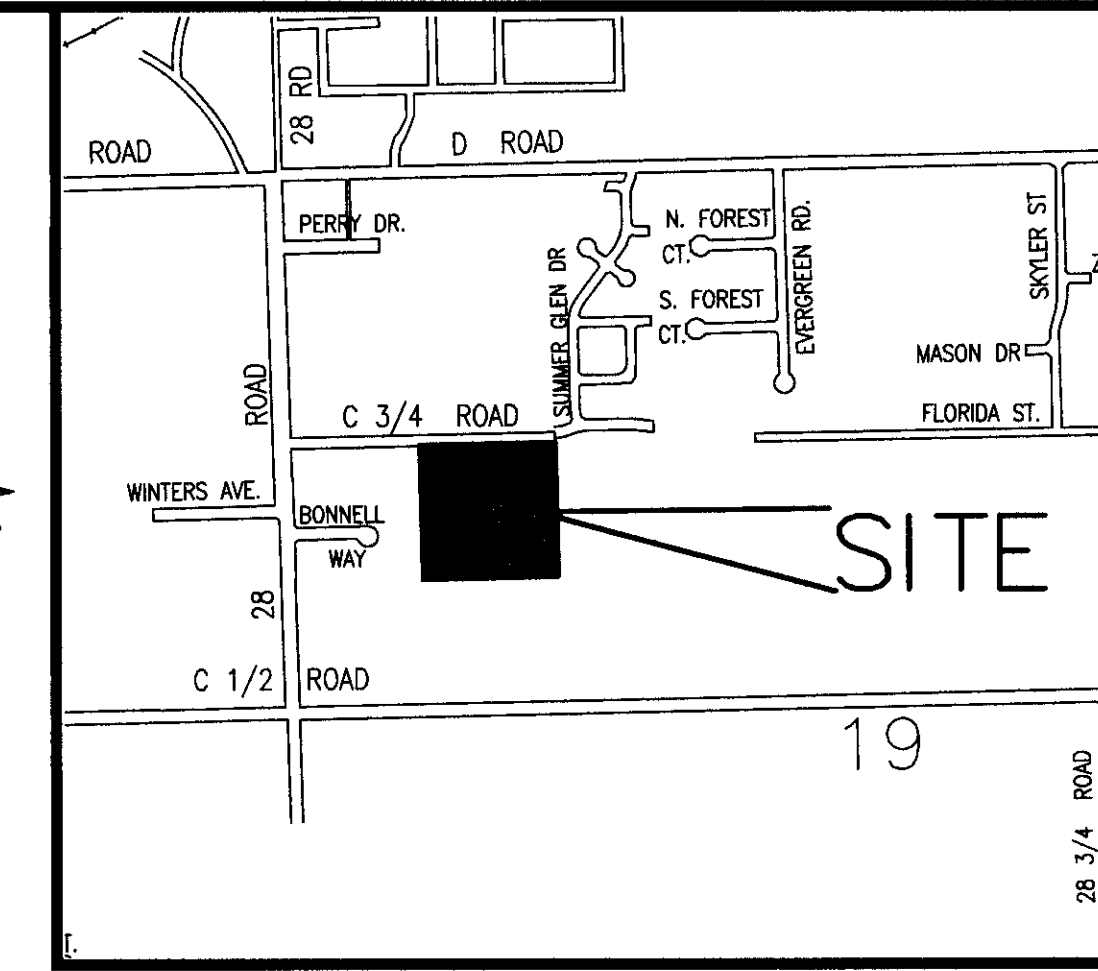 28 RD
ROAD
D ROAD
PERRY DR.
N. FOREST
CT.
EVERGREEN RD.
SKYLER ST
SUMMER GLEN DR
S. FOREST
CT.
MASON DR
ROAD
C 3/4 ROAD
FLORIDA ST.
WINTERS AVE.
BONNELL
WAY
SITE
28
C 1/2 ROAD
19
28 3/4 ROAD